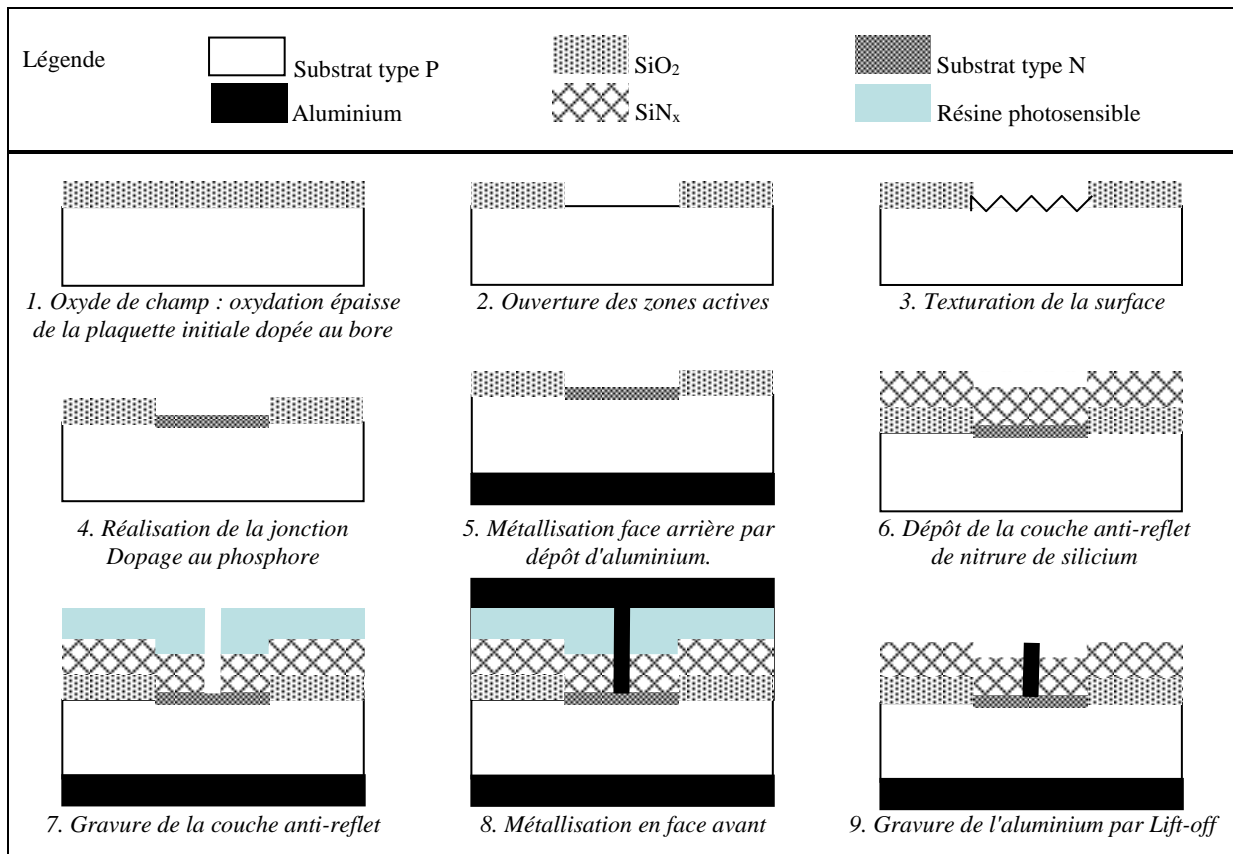 Légende
Substrat type P
SiO2
Substrat type N
Aluminium
SiNx
Résine photosensible
1. Oxyde de champ : oxydation épaisse
de la plaquette initiale dopée au bore
2. Ouverture des zones actives
3. Texturation de la surface
4. Réalisation de la jonction
Dopage au phosphore
5. Métallisation face arrière par
dépôt d'aluminium.
6. Dépôt de la couche anti-reflet
de nitrure de silicium
7. Gravure de la couche anti-reflet
8. Métallisation en face avant
9. Gravure de l'aluminium par Lift-off